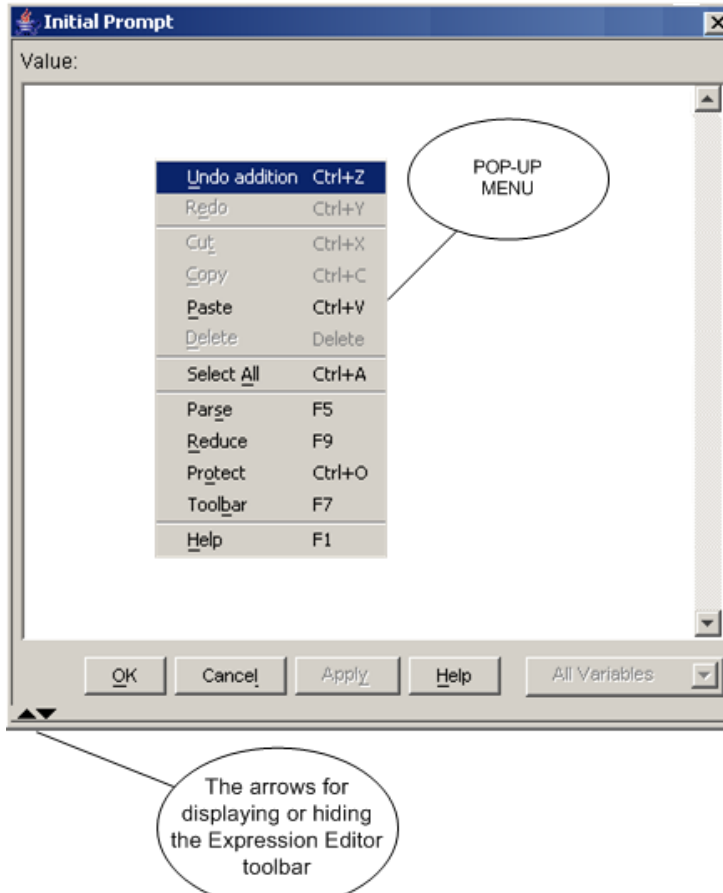 Initial Prompt
Value:
Undo addition Ctrl+Z
Redo Ctrl+Y
Cut Ctrl+X
Copy Ctrl+C
Paste Ctrl+V
Delete Delete
Select All Ctrl+A
Parse F5
Reduce F9
Protect Ctrl+O
Toolbar F7
Help F1
POP-UP
MENU
OK Cancel Apply Help All Variables
The arrows for
displaying or hiding
the Expression Editor
toolbar